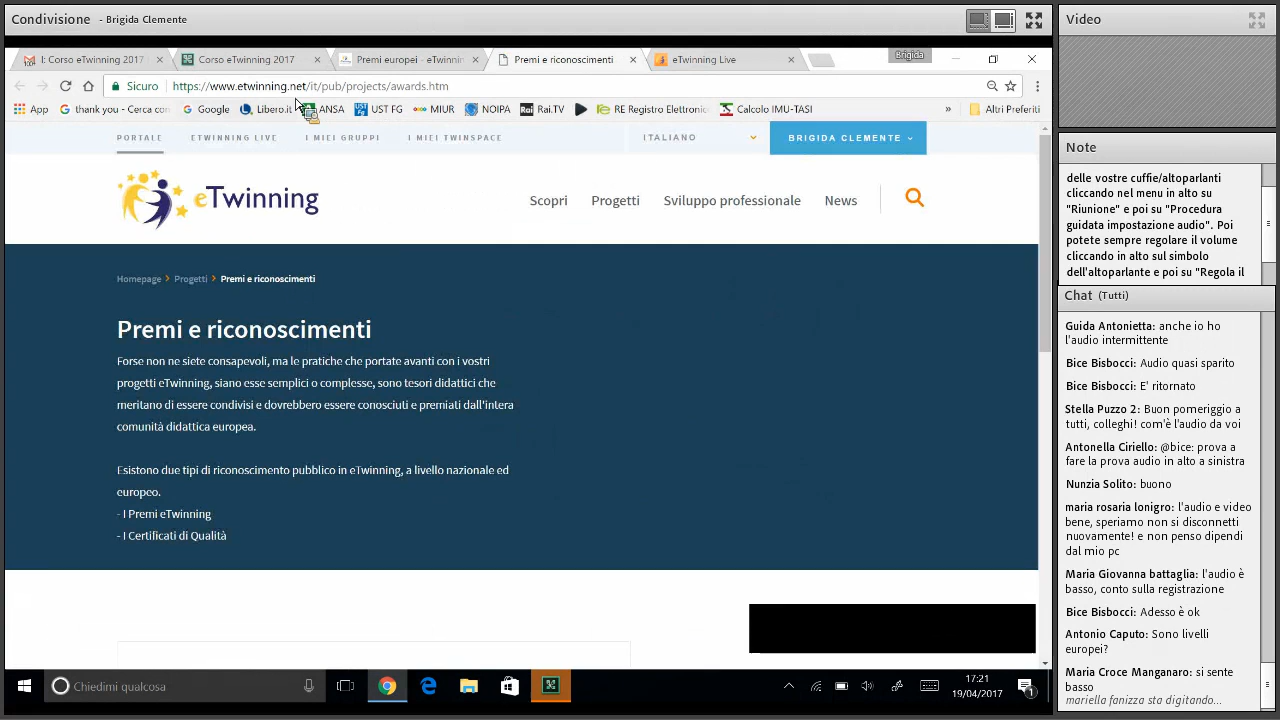 Condivisione - Brigida Clemente
I: Corso eTwinning 2017
eTwinning 2017
Premi europei - eTwinnin
Premi e riconoscimenti
eTwinning Live
Brigida
Sicuro https://www.etwinning.net/it/pub/projects/awards.htm
App
thank you - Cerca con
Google
Libero.it
ANSA
UST FG
MIUR
NOIPA
Rai Rai.TV
RE Registro Elettronico
Calcolo IMU-TASI
»
Altri Preferiti
PORTALE
ETWINNING LIVE
I MIEI GRUPPI
I MIEI TWINSPACE
ITALIANO
BRIGIDA CLEMENTE
eTwinning
Scopri
Progetti
Sviluppo professionale
News
Homepage > Progetti > Premi e riconoscimenti
Premi e riconoscimenti
Forse non ne siete consapevoli, ma le pratiche che portate avanti con i vostri
progetti eTwinning, siano esse semplici o complesse, sono tesori didattici che
meritano di essere condivisi e dovrebbero essere conosciuti e premiati dall'intera
comunità didattica europea.
Esistono due tipi di riconoscimento pubblico in eTwinning, a livello nazionale ed
europeo.
- I Premi eTwinning
- I Certificati di Qualità
Chiedimi qualcosa
17:21
19/04/2017
1
Video
Note
delle vostre cuffie/altoparlanti
cliccando nel menu in alto su
"Riunione" e poi su "Procedura
guidata impostazione audio". Poi
potete sempre regolare il volume
cliccando in alto sul simbolo
dell'altoparlante e poi su "Regola il
Chat (Tutti)
Guida Antonietta: anche io ho
l'audio intermittente
Bice Bisbocci: Audio quasi sparito
Bice Bisbocci: E' ritornato
Stella Puzzo 2: Buon pomeriggio a
tutti, colleghi! com'è l'audio da voi
Antonella Ciriello: @bice: prova a
fare la prova audio in alto a sinistra
Nunzia Solito: buono
maria rosaria lonigro: l'audio e video
bene, speriamo non si disconnetti
nuovamente! e non penso dipendi
dal mio pc
Maria Giovanna battaglia: l'audio è
basso, conto sulla registrazione
Bice Bisbocci: Adesso è ok
Antonio Caputo: Sono livelli
europei?
Maria Croce Manganaro: si sente
basso
mariella fanizza sta digitando...